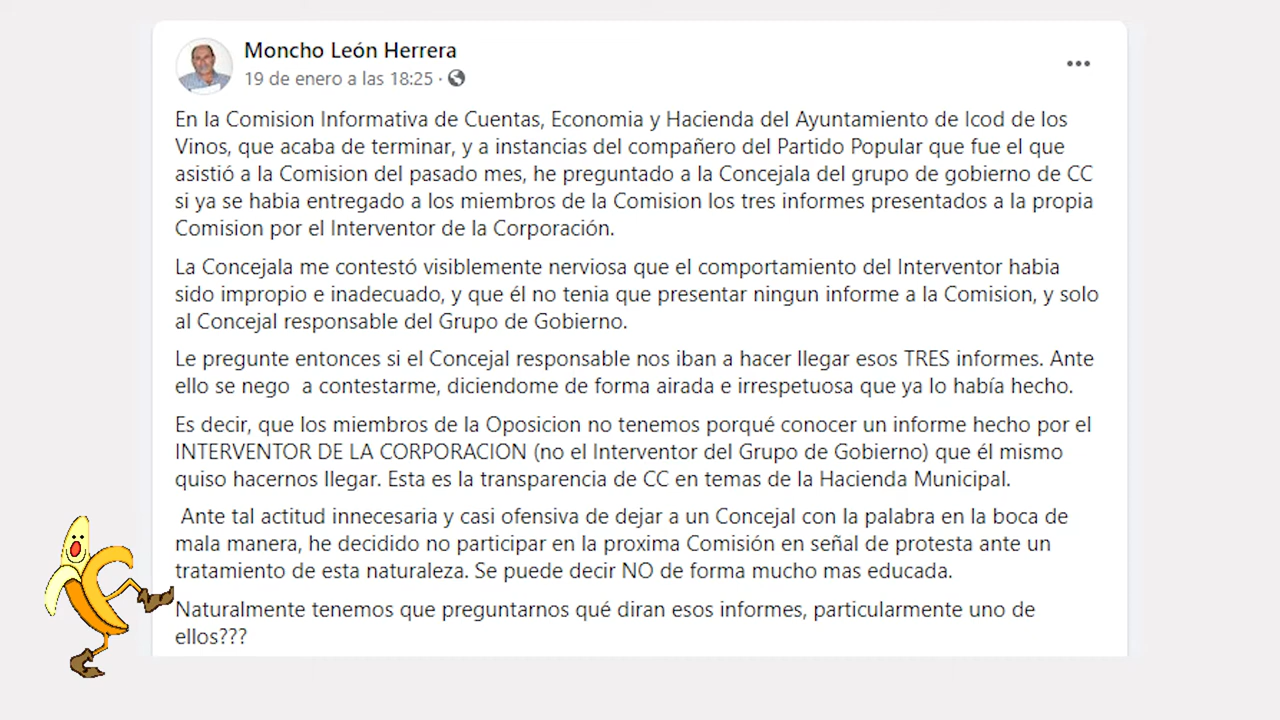 Moncho León Herrera
19 de enero a las 18:25 ·
En la Comision Informativa de Cuentas, Economia y Hacienda del Ayuntamiento de Icod de los
Vinos, que acaba de terminar, y a instancias del compañero del Partido Popular que fue el que
asistió a la Comision del pasado mes, he preguntado a la Concejala del grupo de gobierno de CC
si ya se habia entregado a los miembros de la Comision los tres informes presentados a la propia
Comision por el Interventor de la Corporación.
La Concejala me contestó visiblemente nerviosa que el comportamiento del Interventor habia
sido impropio e inadecuado, y que él no tenia que presentar ningun informe a la Comision, y solo
al Concejal responsable del Grupo de Gobierno.
Le pregunte entonces si el Concejal responsable nos iban a hacer llegar esos TRES informes. Ante
ello se nego  a contestarme, diciendome de forma airada e irrespetuosa que ya lo había hecho.
Es decir, que los miembros de la Oposicion no tenemos porqué conocer un informe hecho por el
INTERVENTOR DE LA CORPORACION (no el Interventor del Grupo de Gobierno) que él mismo
quiso hacernos llegar. Esta es la transparencia de CC en temas de la Hacienda Municipal.
Ante tal actitud innecesaria y casi ofensiva de dejar a un Concejal con la palabra en la boca de
mala manera, he decidido no participar en la proxima Comisión en señal de protesta ante un
tratamiento de esta naturaleza. Se puede decir NO de forma mucho mas educada.
Naturalmente tenemos que preguntarnos qué diran esos informes, particularmente uno de
ellos???